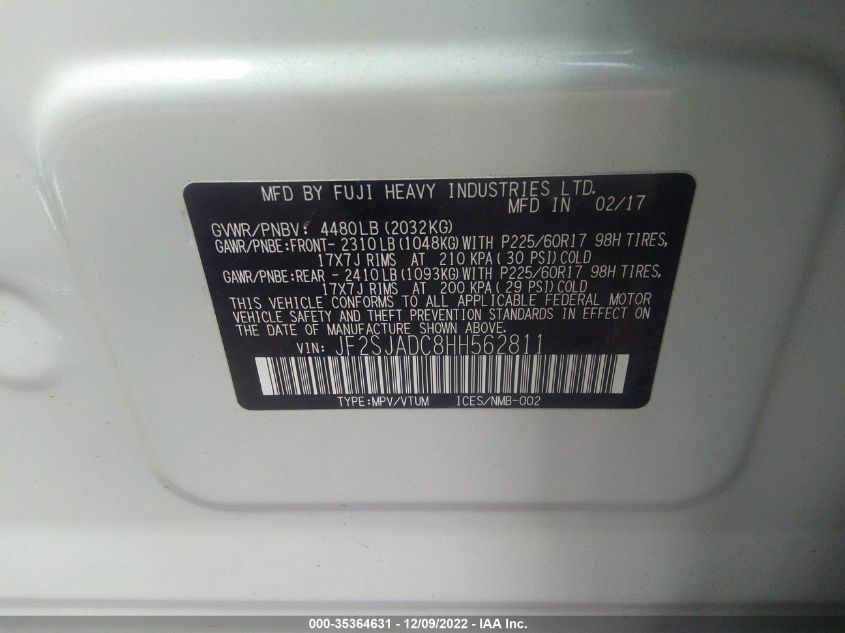 MFD BY FUJI HEAVY INDUSTRIES LTD.
MFD IN 02/17
GVWR/PNBV: 4480LB (2032KG)
GAWR/PNBE:FRONT- 2310LB(1048KG)WITH P225/60R17 98H TIRES,
17X7J RIMS AT 210 KPA ( 30 PSI)COLD
GAWR/PNBE:REAR - 2410LB(1093KG)WITH P225/60R17 98H TIRES,
17X7J RIMS AT 200 KPA ( 29 PSI)COLD
THIS VEHICLE CONFORMS TO ALL APPLICABLE FEDERAL MOTOR
VEHICLE SAFETY AND THEFT PREVENTION STANDARDS IN EFFECT ON
THE DATE OF MANUFACTURE SHOWN ABOVE.
VIN: JF2SJADC8HH562811
TYPE:MPV/VTUM ICES/NMB-002
000-35364631 - 12/09/2022 - IAA Inc.